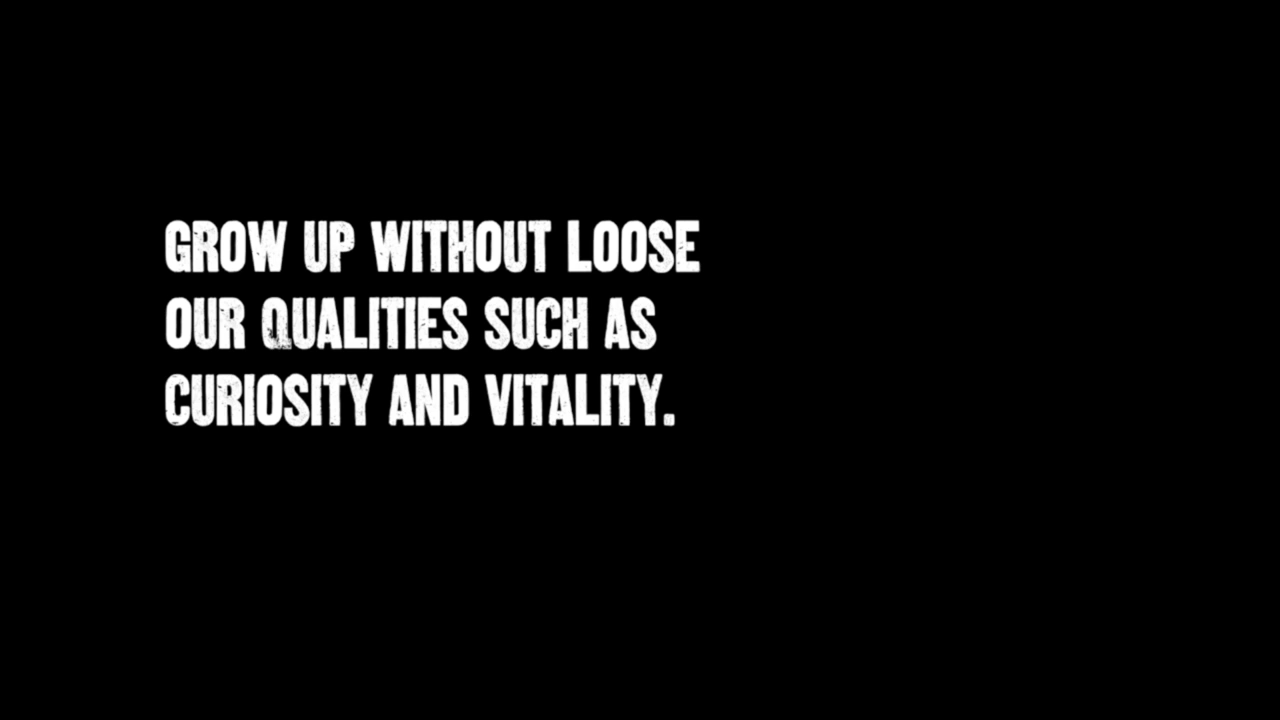 GROW UP WITHOUT LOOSE
OUR QUALITIES SUCH AS
CURIOSITY AND VITALITY.